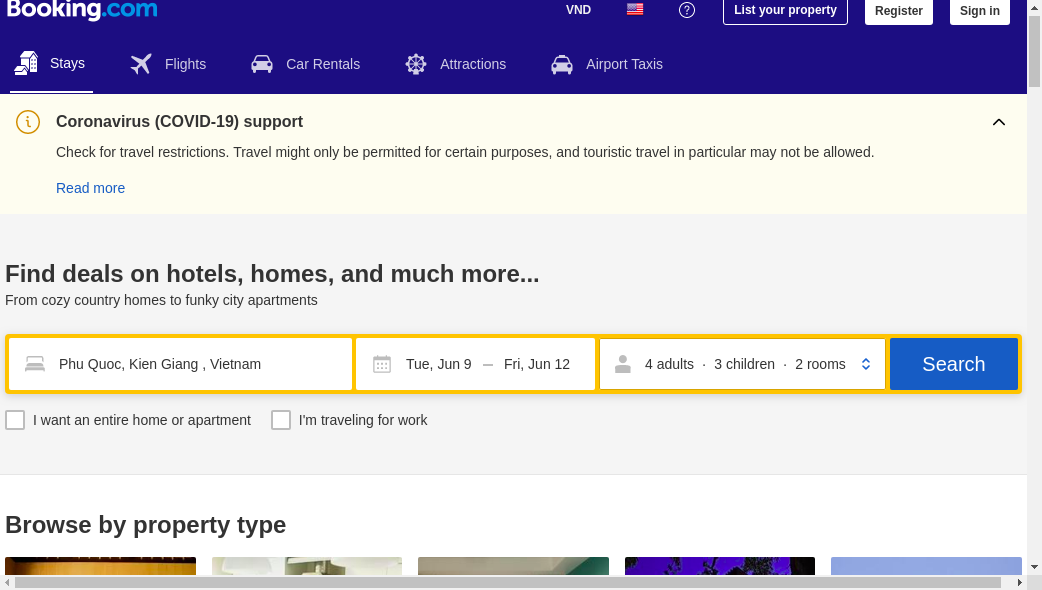 Booking.com
VND
List your property
Register
Sign in
Stays
Flights
Car Rentals
Attractions
Airport Taxis
Coronavirus (COVID-19) support
Check for travel restrictions. Travel might only be permitted for certain purposes, and touristic travel in particular may not be allowed.
Read more
Find deals on hotels, homes, and much more...
From cozy country homes to funky city apartments
Phu Quoc, Kien Giang , Vietnam
Tue, Jun 9 — Fri, Jun 12
4 adults · 3 children · 2 rooms
Search
I want an entire home or apartment
I'm traveling for work
Browse by property type